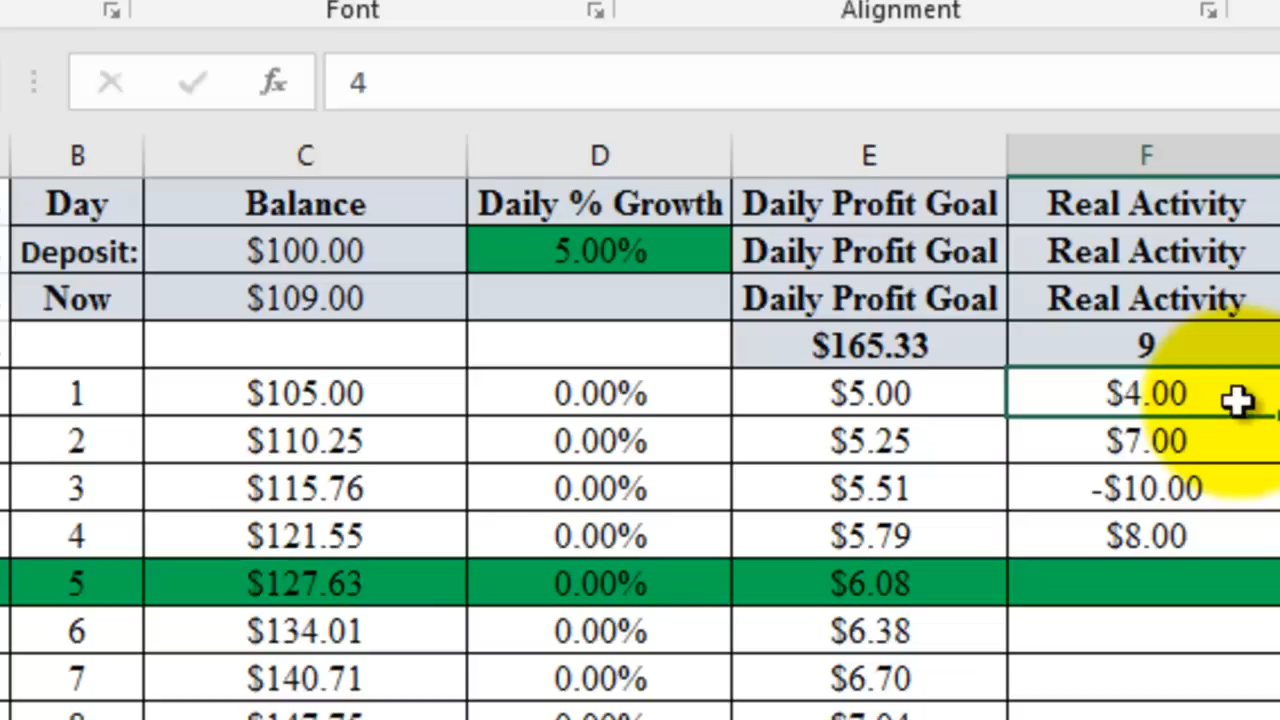 Font Alignment
fx 4
B C D E F
Day Balance Daily % Growth Daily Profit Goal Real Activity
Deposit: $100.00 5.00% Daily Profit Goal Real Activity
Now $109.00 Daily Profit Goal Real Activity
$165.33 9
1 $105.00 0.00% $5.00 $4.00
2 $110.25 0.00% $5.25 $7.00
3 $115.76 0.00% $5.51 -$10.00
4 $121.55 0.00% $5.79 $8.00
5 $127.63 0.00% $6.08
6 $134.01 0.00% $6.38
7 $140.71 0.00% $6.70